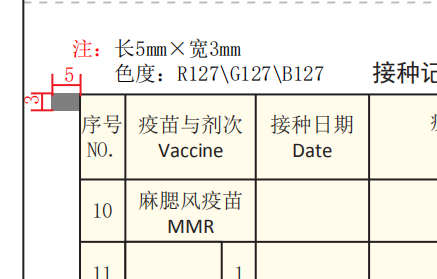 注：长5mm×宽3mm
色度：R127\G127\B127
接种记
5
3
序号 疫苗与剂次 接种日期
NO. Vaccine Date
10 麻腮风疫苗
MMR
11 1